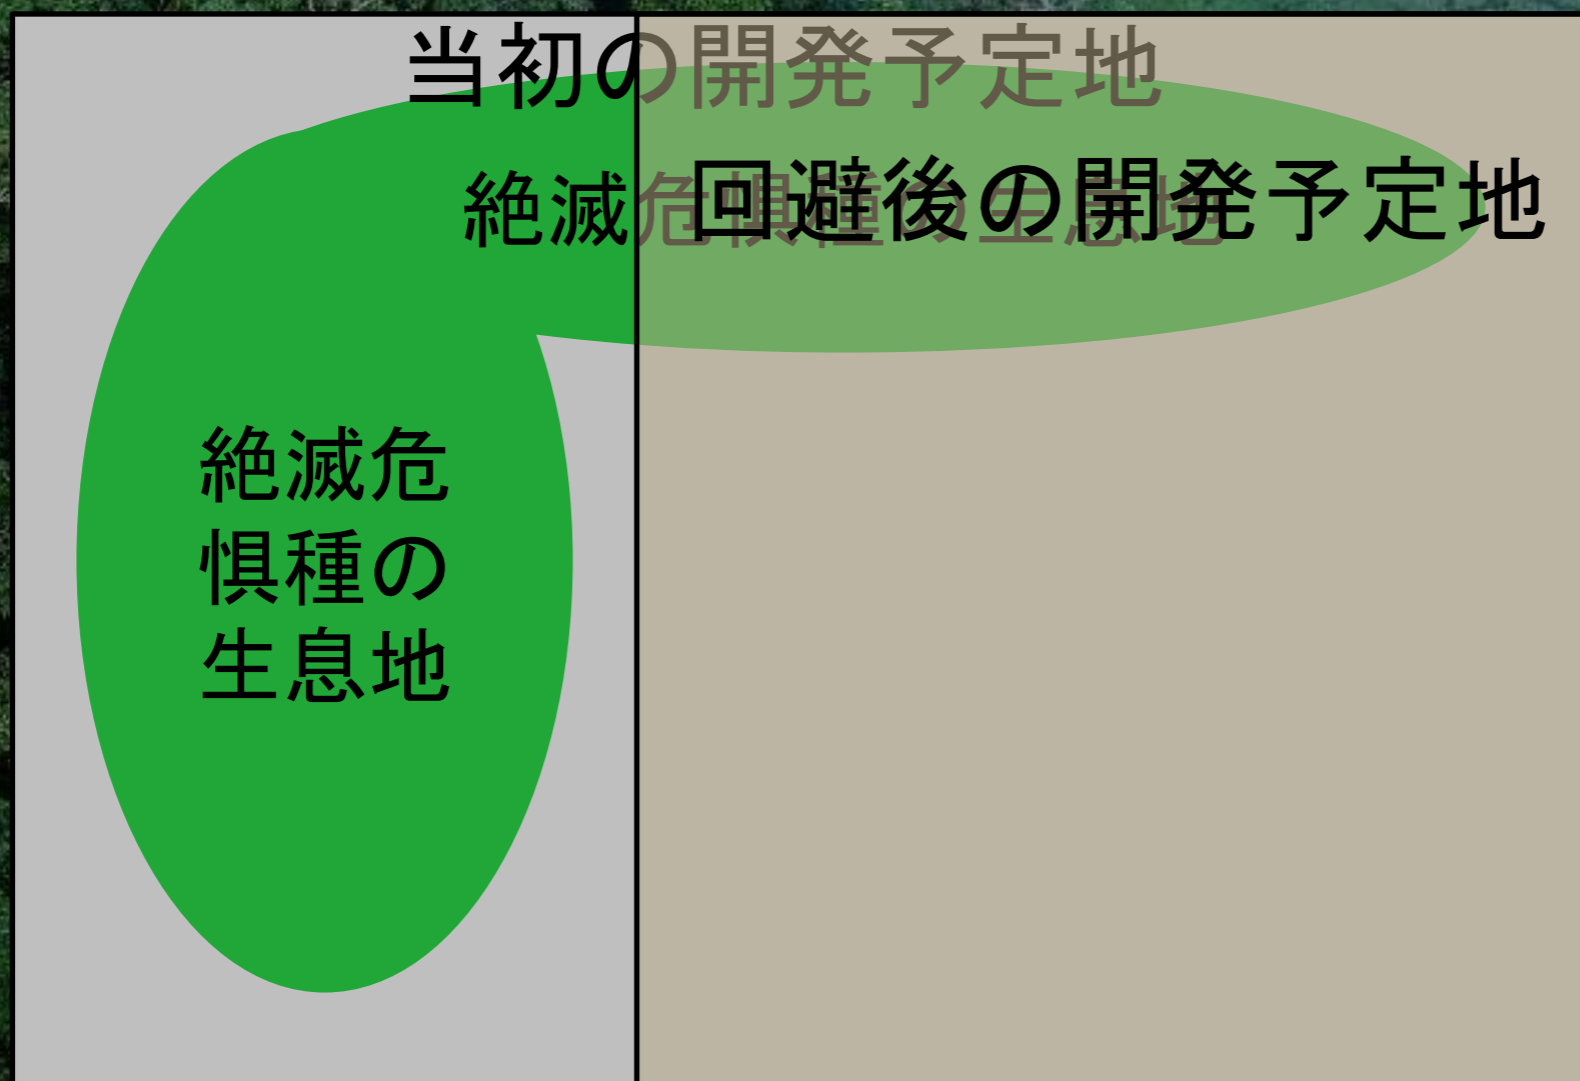 当初の開発予定地
絶滅危惧種の生息地
回避後の開発予定地
絶滅危
惧種の
生息地